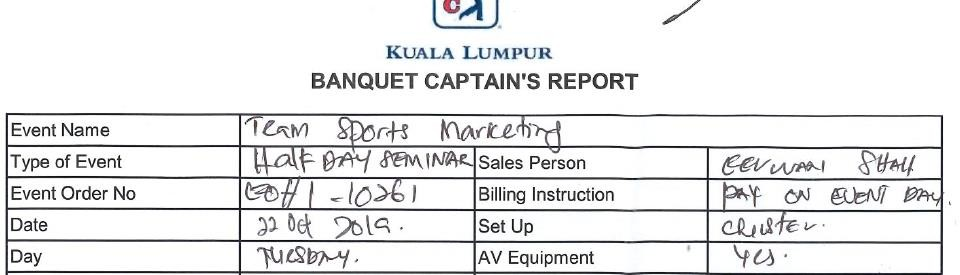 KUALA LUMPUR
BANQUET CAPTAIN'S REPORT
Event Name Team Sports Marketing
Type of Event Half DAY SEMINAR Sales Person SHAH
Event Order No -10261 Billing Instruction PAY ON EVENT DAY.
Date 22 Oct 2019. Set Up Cluster.
Day TUESDAY. AV Equipment Yes.